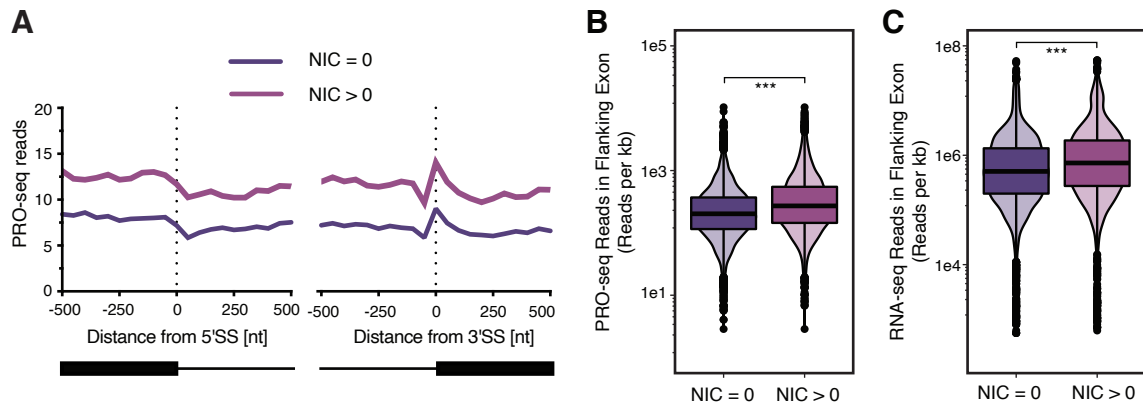 A
NIC = 0
NIC > 0
PRO-seq reads
20
15
10
5
0
-500 -250 0 250 500
-500 -250 0 250 500
Distance from 5'SS [nt]
Distance from 3'SS [nt]
B
PRO-seq Reads in Flanking Exon
(Reads per kb)
1e5
1e3
1e1
***
NIC = 0 NIC > 0
C
RNA-seq Reads in Flanking Exon
(Reads per kb)
1e8
1e6
1e4
***
NIC = 0 NIC > 0